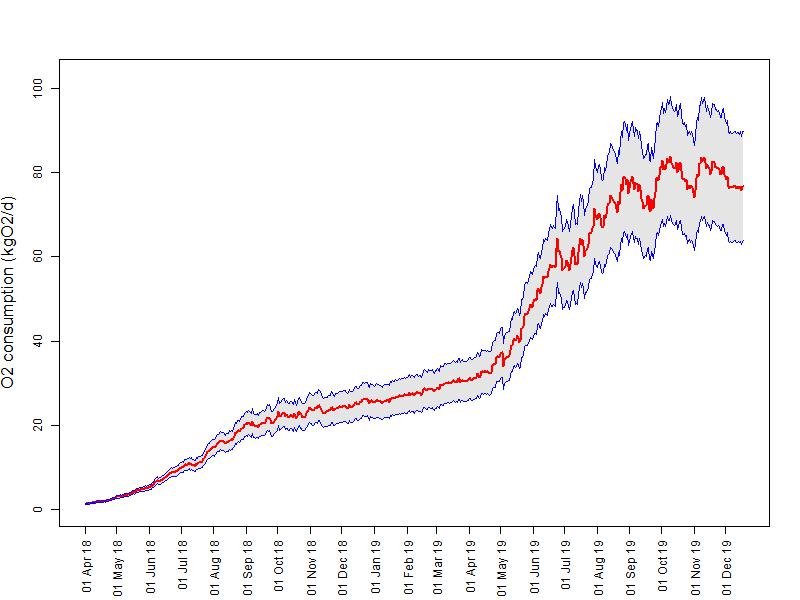 O2 consumption (kgO2/d)
100
80
60
40
20
0
01 Apr 18
01 May 18
01 Jun 18
01 Jul 18
01 Aug 18
01 Sep 18
01 Oct 18
01 Nov 18
01 Dec 18
01 Jan 19
01 Feb 19
01 Mar 19
01 Apr 19
01 May 19
01 Jun 19
01 Jul 19
01 Aug 19
01 Sep 19
01 Oct 19
01 Nov 19
01 Dec 19